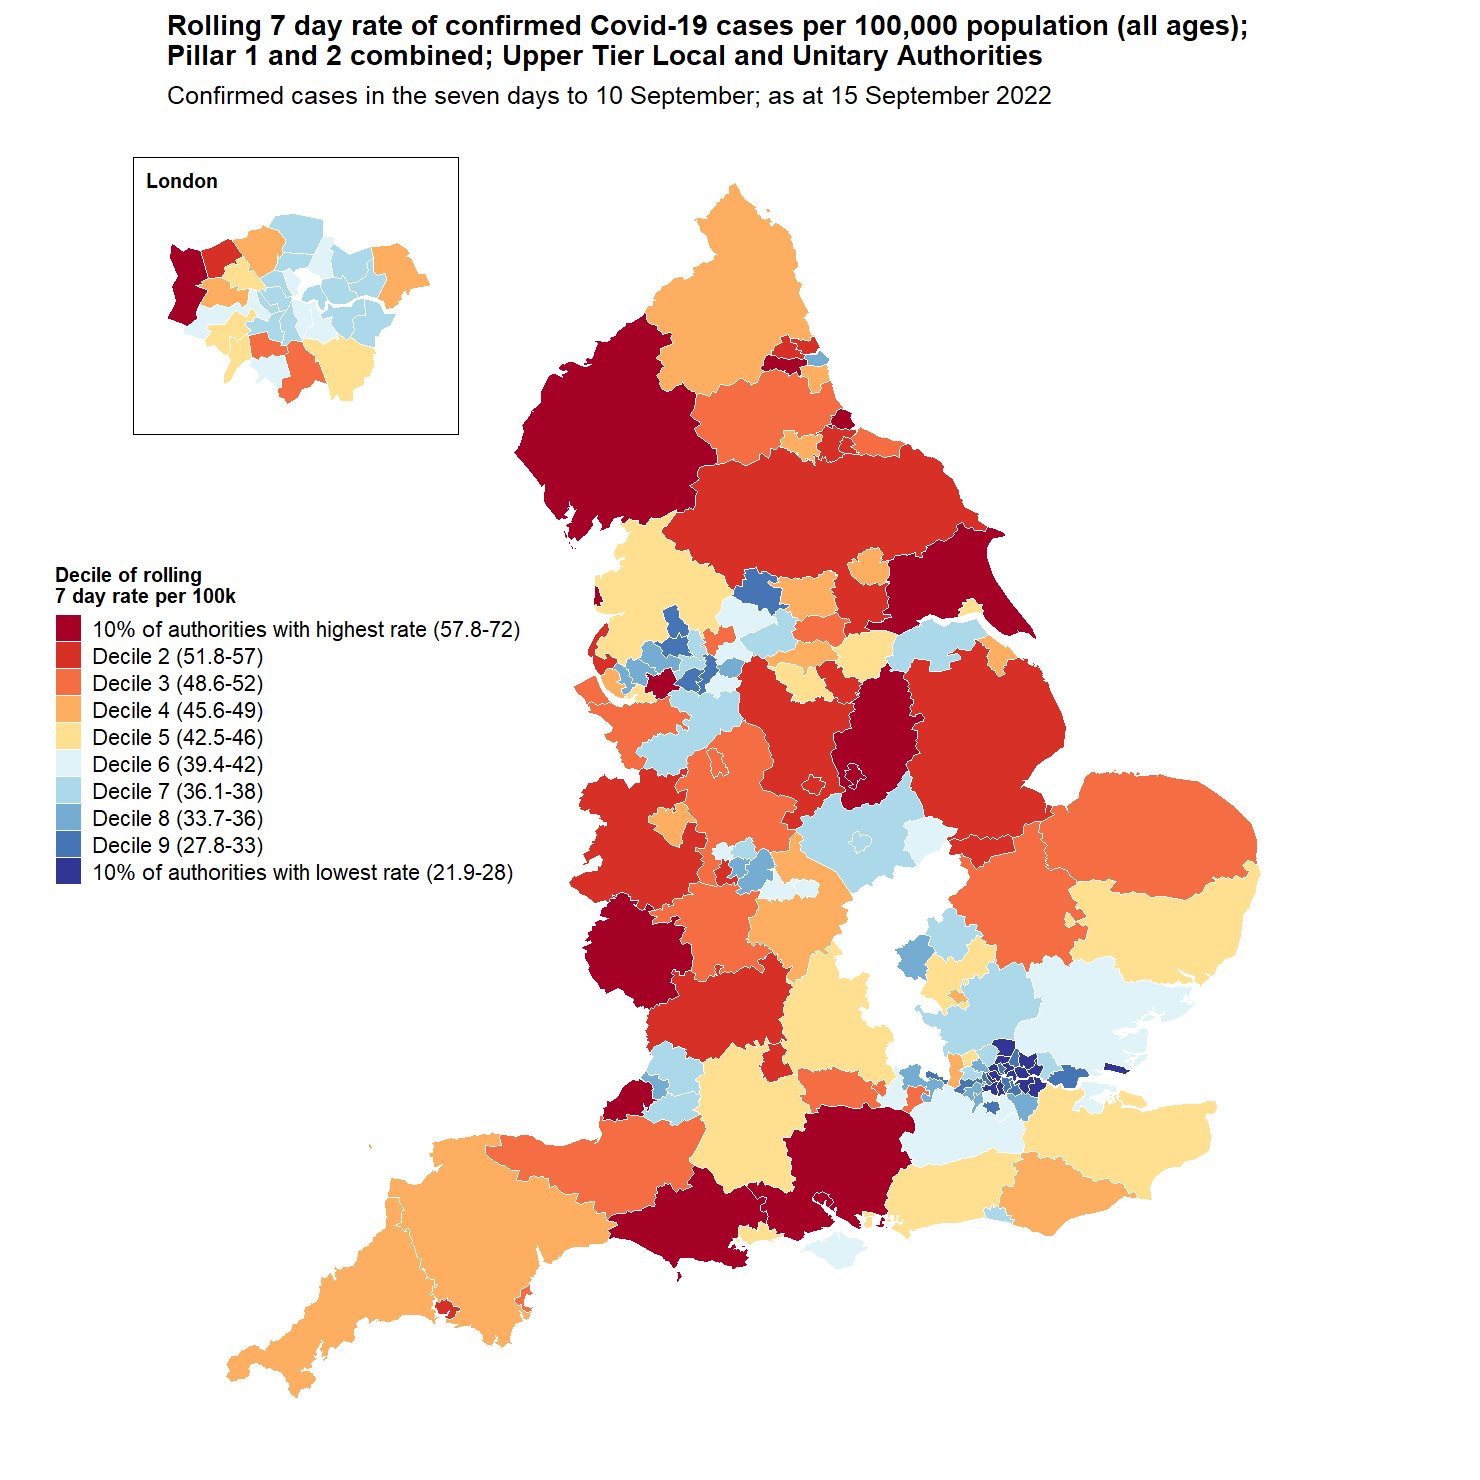 Rolling 7 day rate of confirmed Covid-19 cases per 100,000 population (all ages);
Pillar 1 and 2 combined; Upper Tier Local and Unitary Authorities
Confirmed cases in the seven days to 10 September; as at 15 September 2022
London
Decile of rolling
7 day rate per 100k
10% of authorities with highest rate (57.8-72)
Decile 2 (51.8-57)
Decile 3 (48.6-52)
Decile 4 (45.6-49)
Decile 5 (42.5-46)
Decile 6 (39.4-42)
Decile 7 (36.1-38)
Decile 8 (33.7-36)
Decile 9 (27.8-33)
10% of authorities with lowest rate (21.9-28)